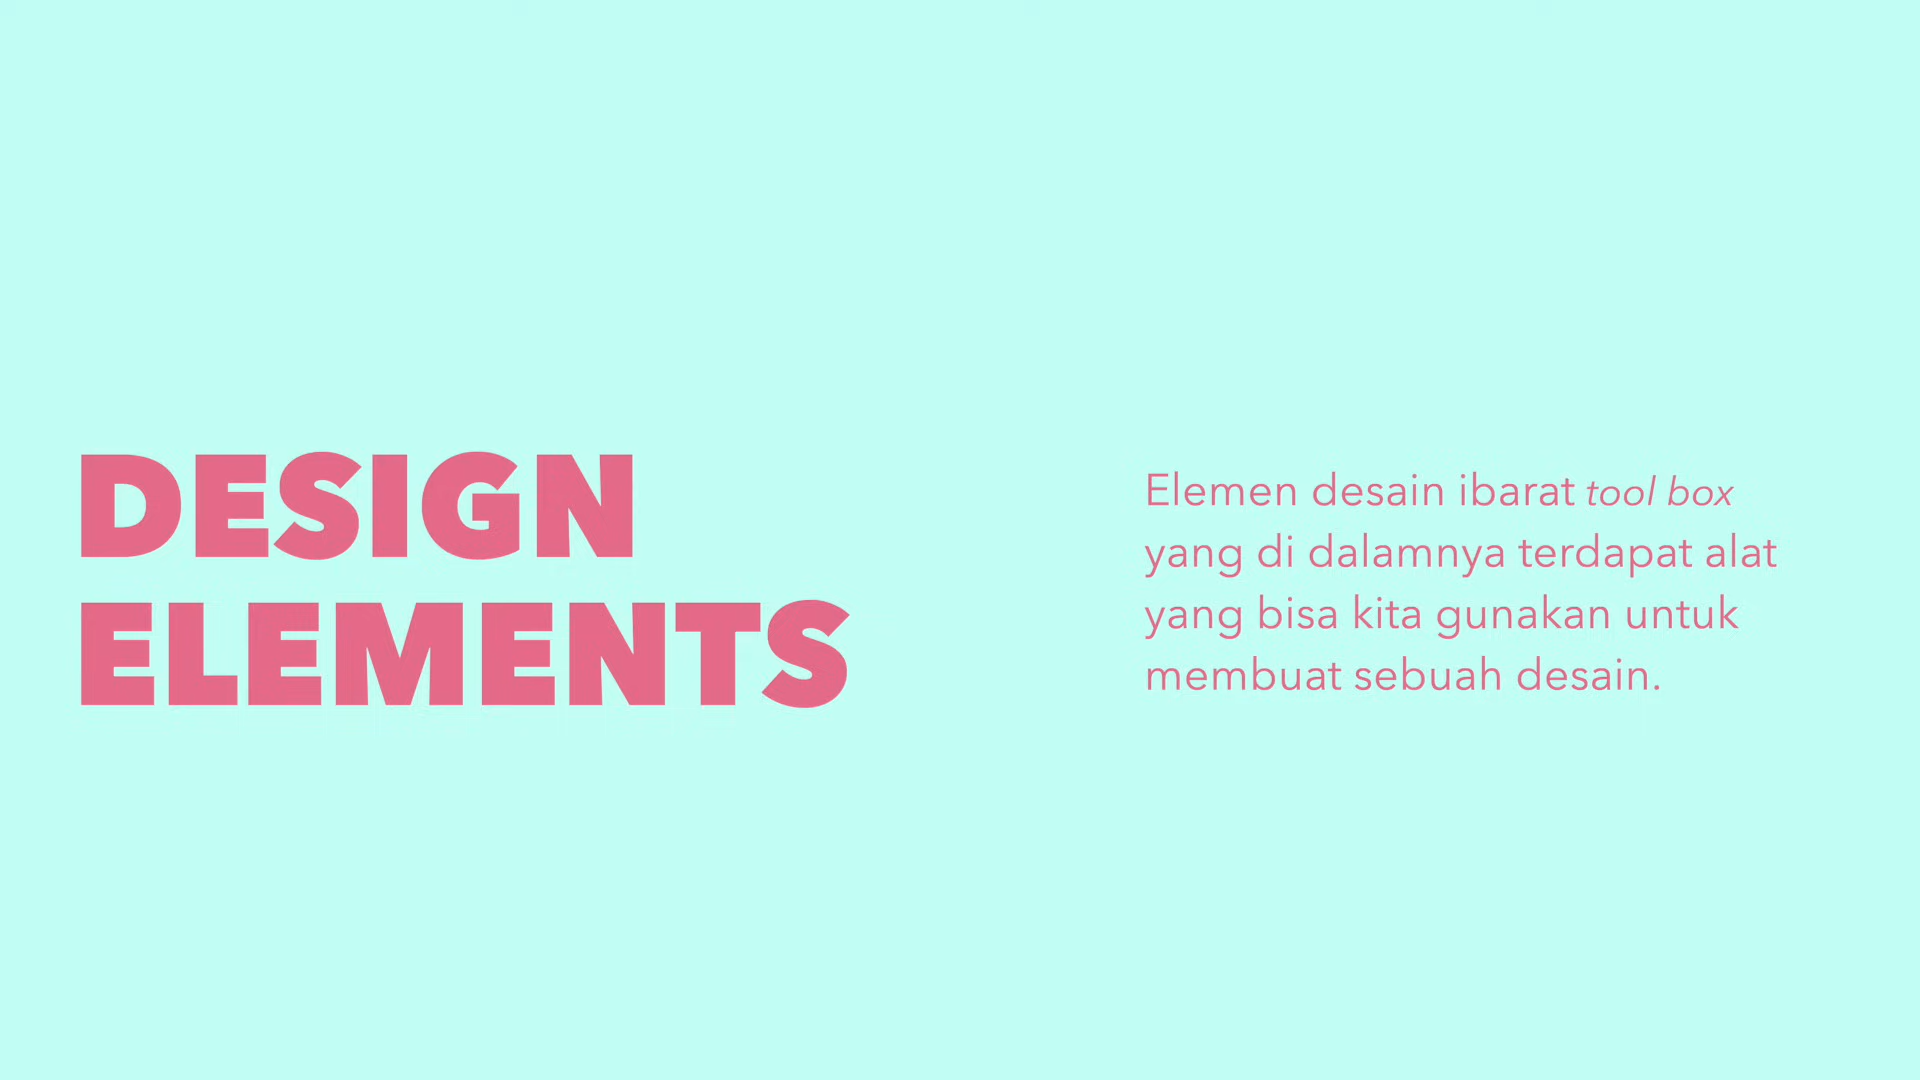 DESIGN
ELEMENTS
Elemen desain ibarat tool box
yang di dalamnya terdapat alat
yang bisa kita gunakan untuk
membuat sebuah desain.